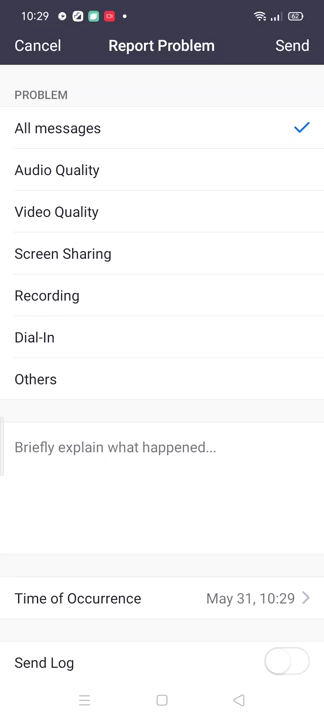 10:29
62
Cancel
Report Problem
Send
PROBLEM
All messages
Audio Quality
Video Quality
Screen Sharing
Recording
Dial-In
Others
Briefly explain what happened...
Time of Occurrence
May 31, 10:29
Send Log